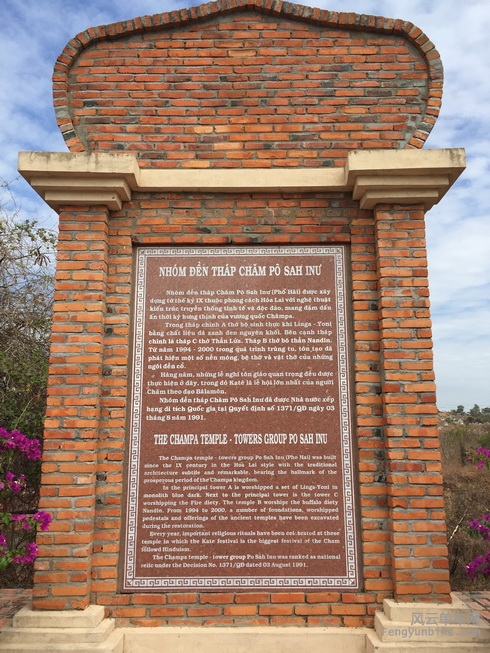 NHÓM ĐỀN THÁP CHĂM PÔ SAH INƯ
Nhóm đền tháp Chăm Pô Sah Inư (Phố Hài) được xây
dựng từ thế kỷ IX thuộc phong cách Hòa Lai với nghệ thuật
kiến trúc truyền thống tinh tế và độc đáo, mang đậm dấu
ấn thời kỳ hưng thịnh của vương quốc Chămpa.
Trong tháp chính A thờ bộ sinh thực khí Linga - Yoni
bằng chất liệu đá xanh đen nguyên khối. Bên cạnh tháp
chính là tháp C thờ Thần Lửa. Tháp B thờ bò thần Nandin.
Từ năm 1994 - 2000 trong quá trình trùng tu, tôn tạo đã
phát hiện một số nền móng, bệ thờ và vật thờ của những
ngôi đền cổ.
Hàng năm, những lễ nghi tôn giáo quan trọng đều được
thực hiện ở đây, trong đó Katê là lễ hội lớn nhất của người
Chăm theo đạo Bàlamôn.
Nhóm đền tháp Chăm Pô Sah Inư đã được Nhà nước xếp
hạng di tích Quốc gia tại Quyết định số 1371/QĐ ngày 03
tháng 8 năm 1991.
THE CHAMPA TEMPLE - TOWERS GROUP PO SAH INU
The Champa temple - towers group Po Sah Inu (Pho Hai) was built
since the IX century in the Hoa Lai style with the traditional
architecture subtile and remarkable, bearing the hallmark of the
prosperous period of the Champa kingdom.
In the principal tower A is worshipped a set of Linga-Yoni in
monolith blue dark. Next to the principal tower is the tower C
worshipping the Fire diety. The temple B worships the buffalo diety
Nandin. From 1994 to 2000, a number of foundations, worshipped
pedestals and offerings of the ancient temples have been excavated
during the restoration.
Every year, important religious rituals have been celebrated at these
temple in which the Kate festival is the biggest festival of the Cham
followed Hinduism.
The Champa temple - tower group Po Sah Inu was ranked as national
relic under the Decision No. 1371/QD dated 03 August 1991.